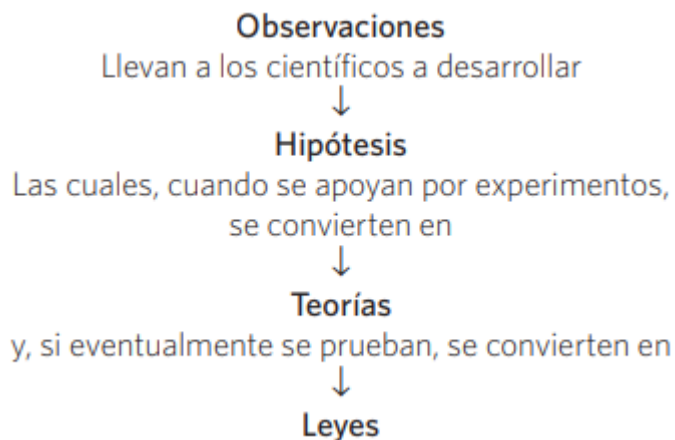 Observaciones
Llevan a los científicos a desarrollar
↓
Hipótesis
Las cuales, cuando se apoyan por experimentos,
se convierten en
↓
Teorías
y, si eventualmente se prueban, se convierten en
↓
Leyes